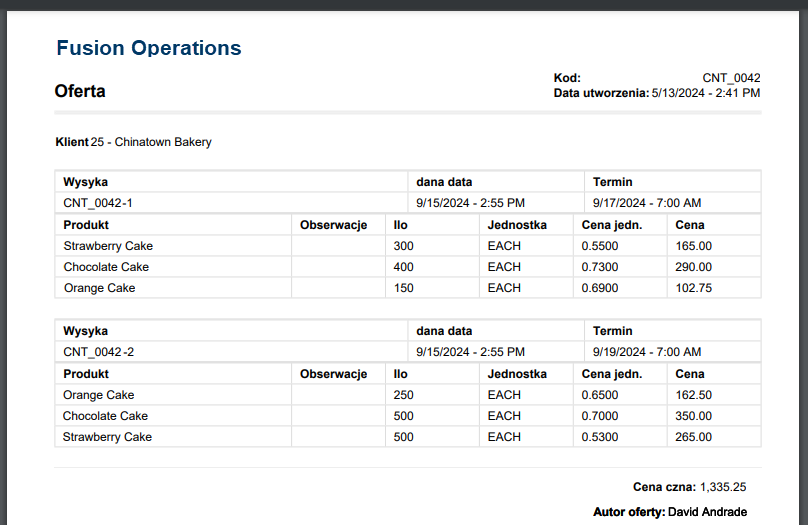 Fusion Operations
Oferta
Kod: CNT_0042
Data utworzenia: 5/13/2024 - 2:41 PM
Klient 25 - Chinatown Bakery
Wysyka dana data Termin
CNT_0042-1 9/15/2024 - 2:55 PM 9/17/2024 - 7:00 AM
Produkt Obserwacje Ilo Jednostka Cena jedn. Cena
Strawberry Cake 300 EACH 0.5500 165.00
Chocolate Cake 400 EACH 0.7300 290.00
Orange Cake 150 EACH 0.6900 102.75
Wysyka dana data Termin
CNT_0042-2 9/15/2024 - 2:55 PM 9/19/2024 - 7:00 AM
Produkt Obserwacje Ilo Jednostka Cena jedn. Cena
Orange Cake 250 EACH 0.6500 162.50
Chocolate Cake 500 EACH 0.7000 350.00
Strawberry Cake 500 EACH 0.5300 265.00
Cena czna: 1,335.25
Autor oferty: David Andrade